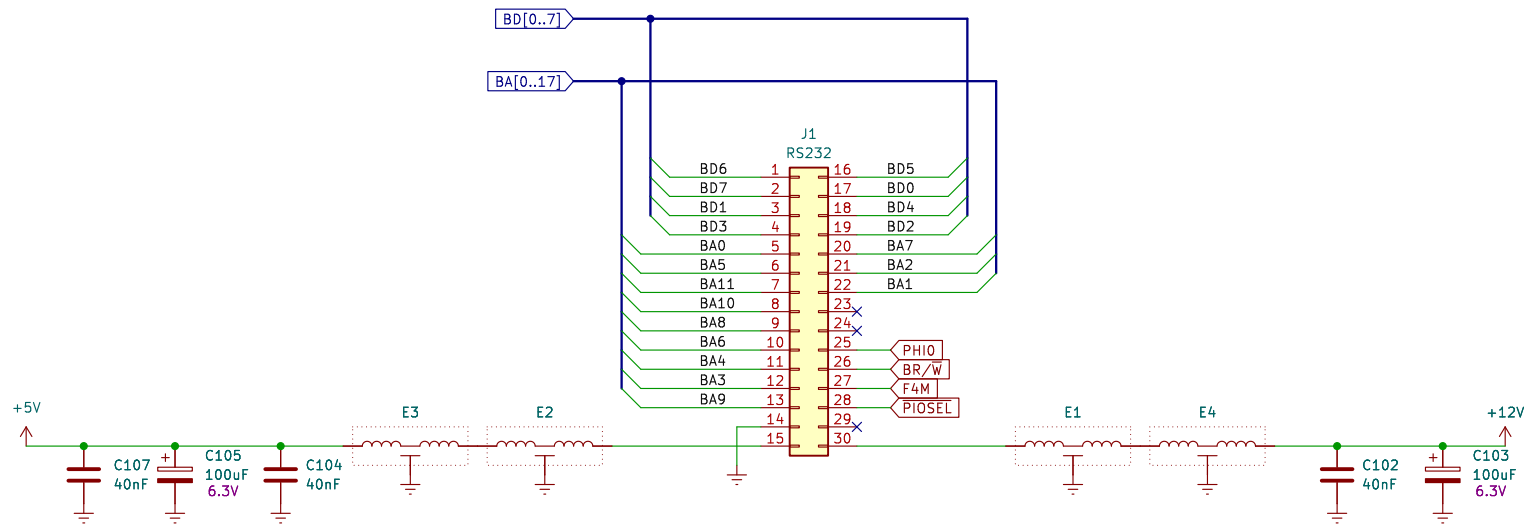 BD[0..7]
BA[0..17]
J1
RS232
BD6 1 16 BD5
BD7 2 17 BD0
BD1 3 18 BD4
BD3 4 19 BD2
BA0 5 20 BA7
BA5 6 21 BA2
BA11 7 22 BA1
BA10 8 23
BA8 9 24
BA6 10 25 PHI0
BA4 11 26 BR/W̅
BA3 12 27 F4M
BA9 13 28 P̅I̅O̅S̅E̅L̅
14 29
15 30
+5V
E3
E2
E1
E4
+12V
C107
40nF
+
C105
100uF
6.3V
C104
40nF
C102
40nF
+
C103
100uF
6.3V